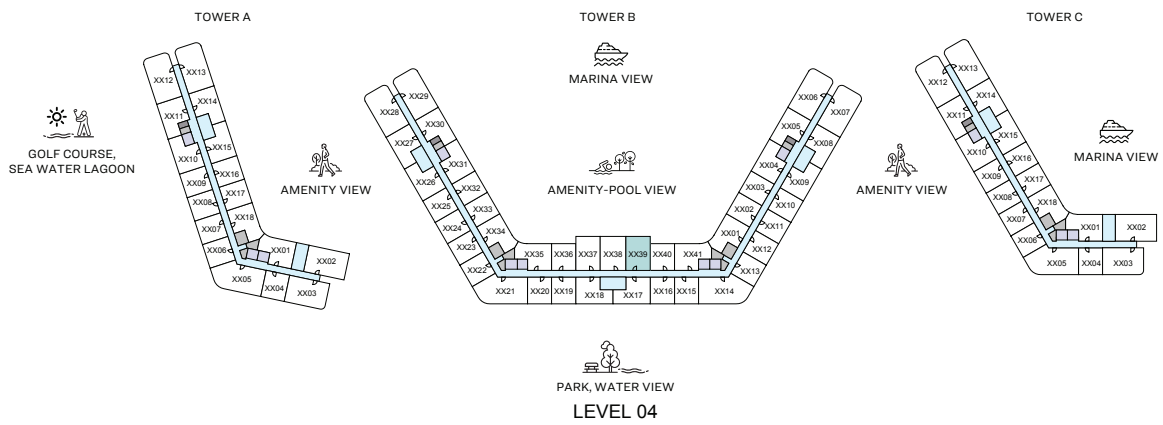 TOWER A
TOWER B
TOWER C
MARINA VIEW
GOLF COURSE,
SEA WATER LAGOON
AMENITY VIEW
AMENITY-POOL VIEW
AMENITY VIEW
MARINA VIEW
XX12
XX13
XX11
XX14
XX10
XX15
XX09
XX16
XX08
XX17
XX07
XX18
XX06
XX01
XX02
XX05
XX04
XX03
XX29
XX28
XX30
XX27
XX31
XX26
XX32
XX25
XX33
XX24
XX34
XX23
XX22
XX35
XX36
XX37
XX38
XX39
XX40
XX41
XX21
XX20
XX19
XX18
XX17
XX16
XX15
XX14
XX06
XX07
XX05
XX08
XX04
XX09
XX03
XX10
XX02
XX11
XX01
XX12
XX13
XX12
XX13
XX11
XX14
XX10
XX15
XX09
XX16
XX08
XX17
XX07
XX18
XX06
XX01
XX02
XX05
XX04
XX03
PARK, WATER VIEW
LEVEL 04